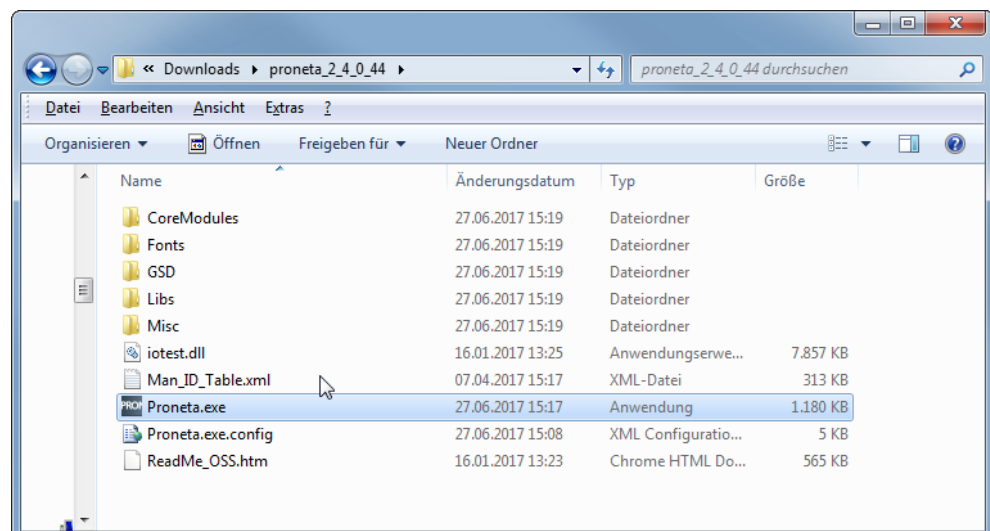 « Downloads ▸ proneta_2_4_0_44 ▸ proneta_2_4_0_44 durchsuchen
Datei Bearbeiten Ansicht Extras ?
Organisieren Öffnen Freigeben für Neuer Ordner
Name Änderungsdatum Typ Größe
CoreModules 27.06.2017 15:19 Dateiordner
Fonts 27.06.2017 15:19 Dateiordner
GSD 27.06.2017 15:19 Dateiordner
Libs 27.06.2017 15:19 Dateiordner
Misc 27.06.2017 15:19 Dateiordner
iotest.dll 16.01.2017 13:25 Anwendungserwe... 7.857 KB
Man_ID_Table.xml 07.04.2017 15:17 XML-Datei 313 KB
Proneta.exe 27.06.2017 15:17 Anwendung 1.180 KB
Proneta.exe.config 27.06.2017 15:08 XML Configuratio... 5 KB
ReadMe_OSS.htm 16.01.2017 13:23 Chrome HTML Do... 565 KB